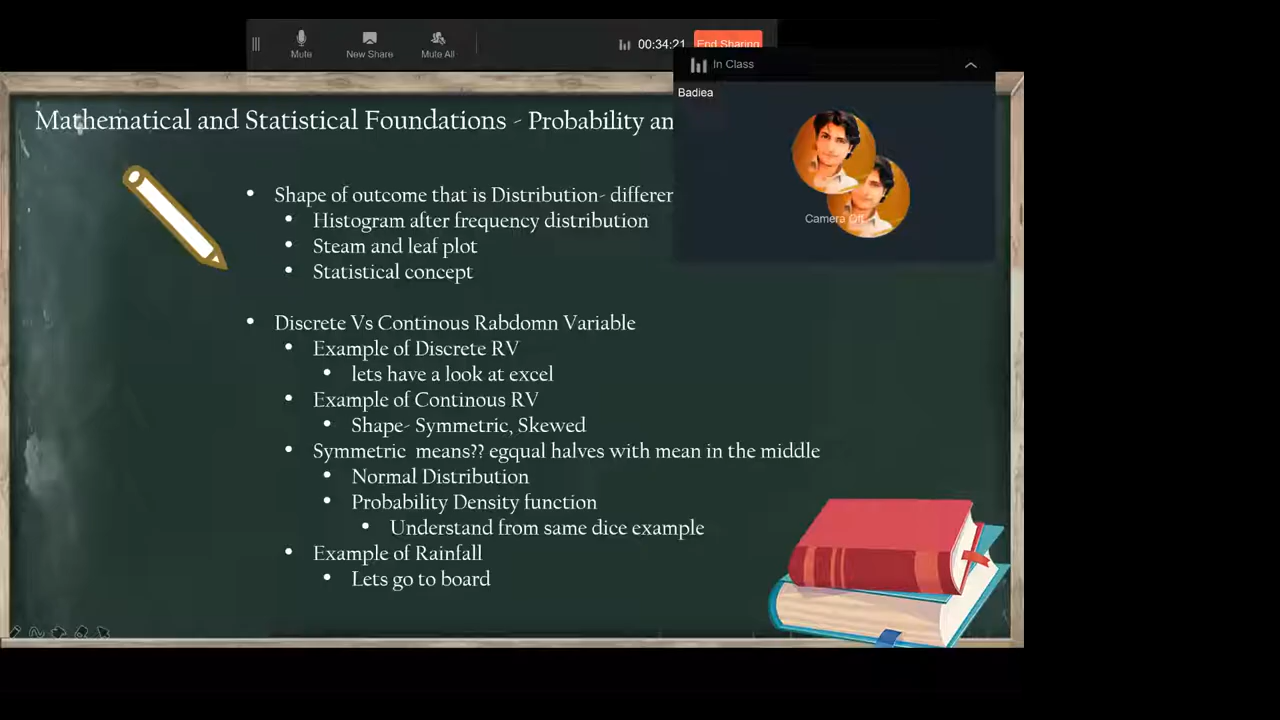 Mute
New Share
Mute All
00:34:21
End Sharing
In Class
Badiea
Camera Off
Mathematical and Statistical Foundations - Probability an
• Shape of outcome that is Distribution- differen
• Histogram after frequency distribution
• Steam and leaf plot
• Statistical concept
• Discrete Vs Continous Rabdomn Variable
• Example of Discrete RV
• lets have a look at excel
• Example of Continous RV
• Shape- Symmetric, Skewed
• Symmetric means?? egqual halves with mean in the middle
• Normal Distribution
• Probability Density function
• Understand from same dice example
• Example of Rainfall
• Lets go to board